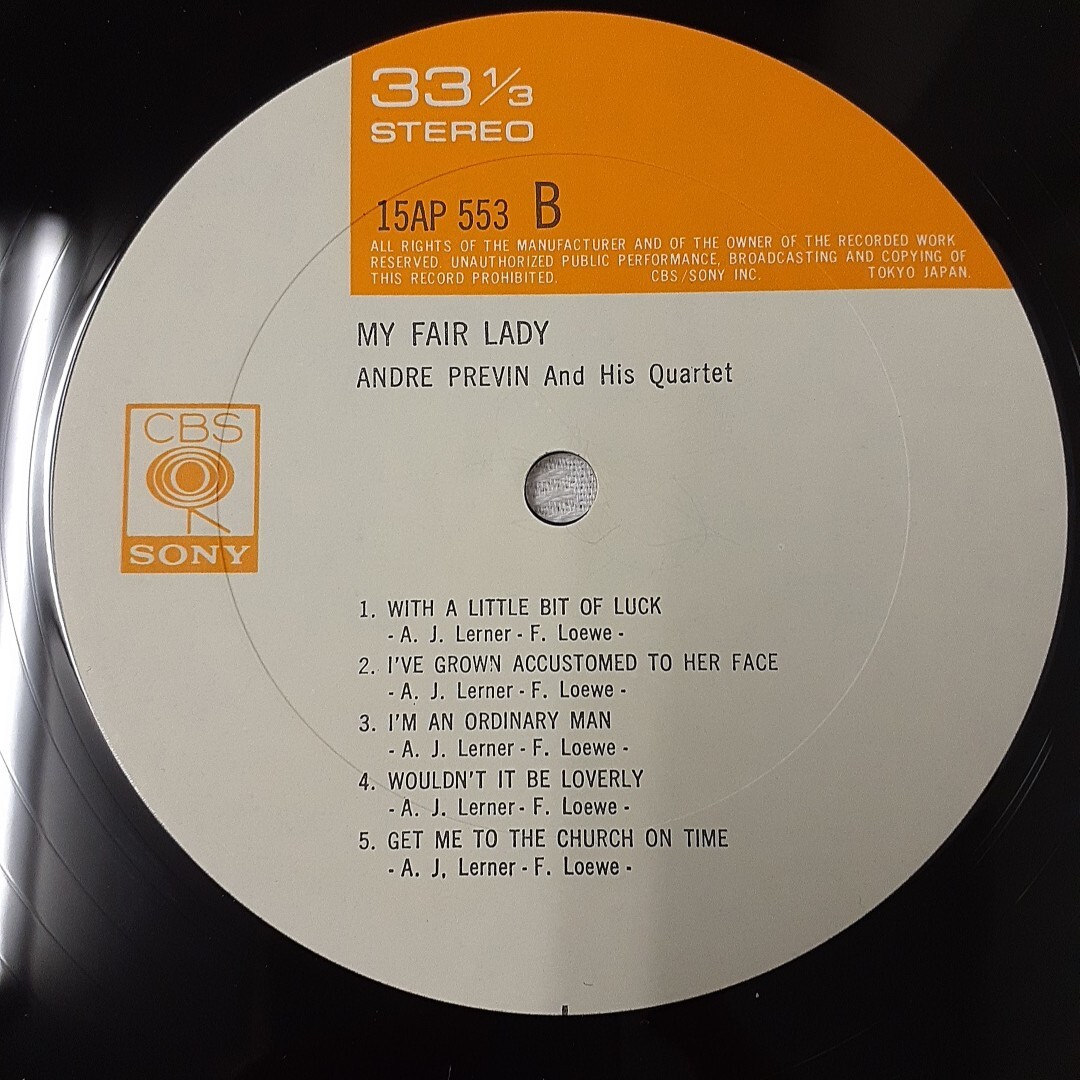 33 1/3
STEREO
15AP 553 B
ALL RIGHTS OF THE MANUFACTURER AND OF THE OWNER OF THE RECORDED WORK
RESERVED. UNAUTHORIZED PUBLIC PERFORMANCE, BROADCASTING AND COPYING OF
THIS RECORD PROHIBITED. CBS/SONY INC. TOKYO JAPAN.
MY FAIR LADY
ANDRE PREVIN And His Quartet
CBS
SONY
1. WITH A LITTLE BIT OF LUCK
- A. J. Lerner - F. Loewe -
2. I'VE GROWN ACCUSTOMED TO HER FACE
- A. J. Lerner - F. Loewe -
3. I'M AN ORDINARY MAN
- A. J. Lerner - F. Loewe -
4. WOULDN'T IT BE LOVERLY
- A. J. Lerner - F. Loewe -
5. GET ME TO THE CHURCH ON TIME
- A. J. Lerner - F. Loewe -